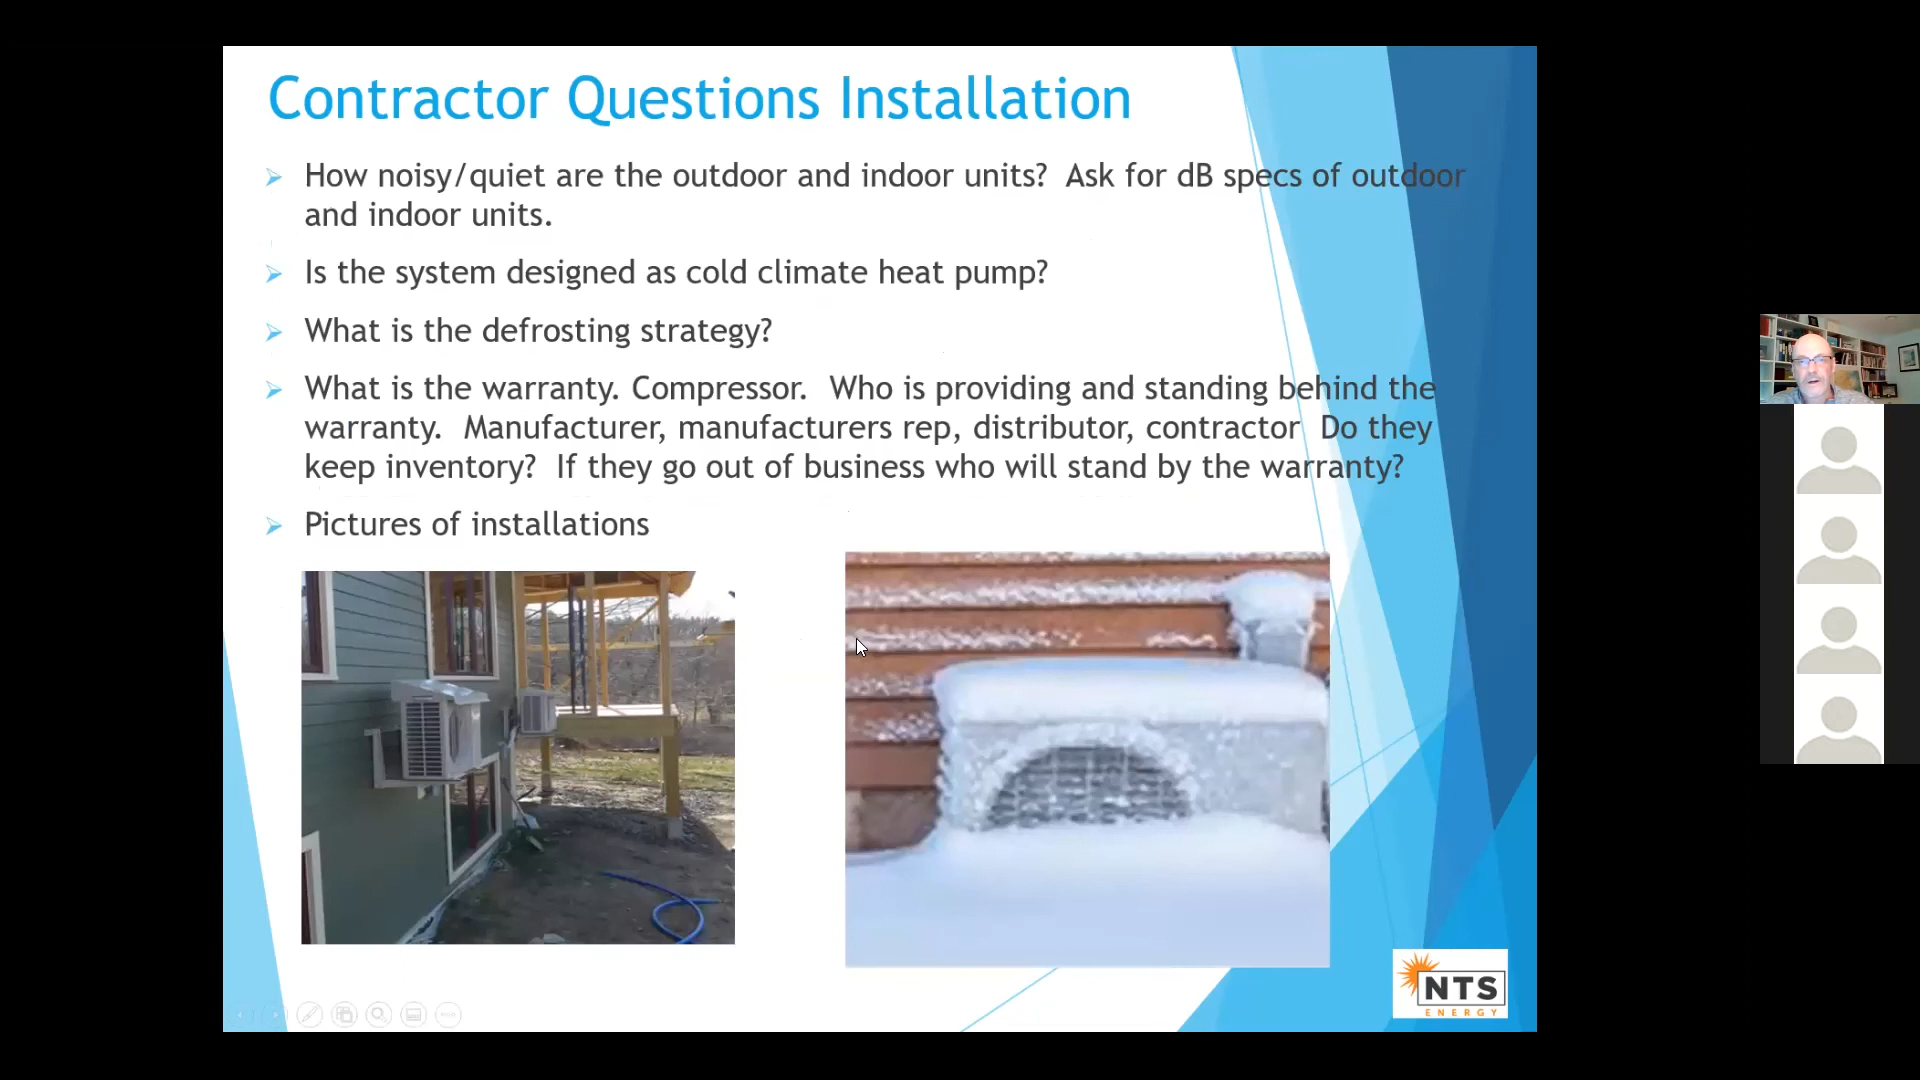 Contractor Questions Installation
How noisy/quiet are the outdoor and indoor units?  Ask for dB specs of outdoor
and indoor units.
Is the system designed as cold climate heat pump?
What is the defrosting strategy?
What is the warranty. Compressor.  Who is providing and standing behind the
warranty.  Manufacturer, manufacturers rep, distributor, contractor  Do they
keep inventory?  If they go out of business who will stand by the warranty?
Pictures of installations
NTS
ENERGY